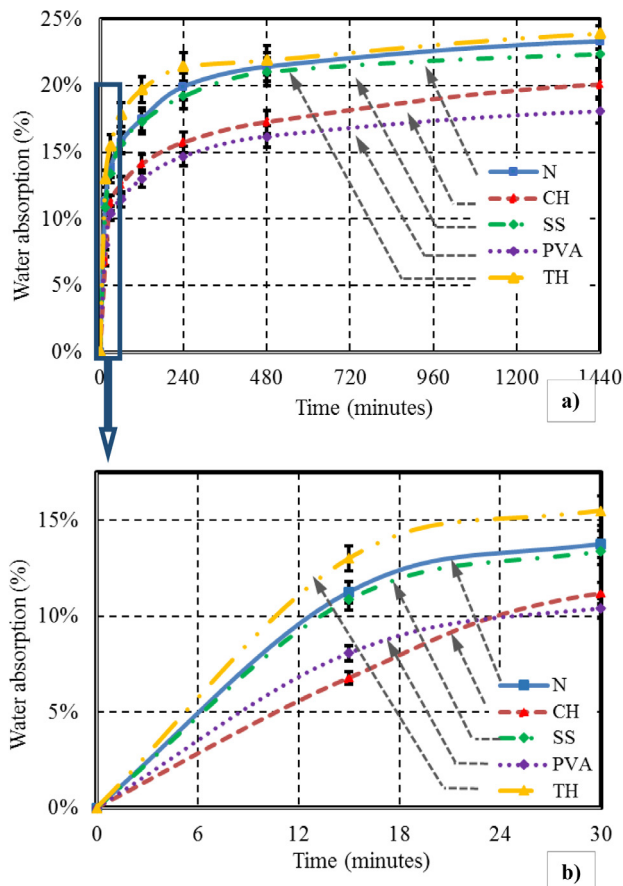 25%
20%
15%
10%
5%
0%
Water absorption (%)
N
CH
SS
PVA
TH
0 240 480 720 960 1200 1440
Time (minutes)
a)
15%
10%
5%
0%
Water absorption (%)
N
CH
SS
PVA
TH
0 6 12 18 24 30
Time (minutes)
b)